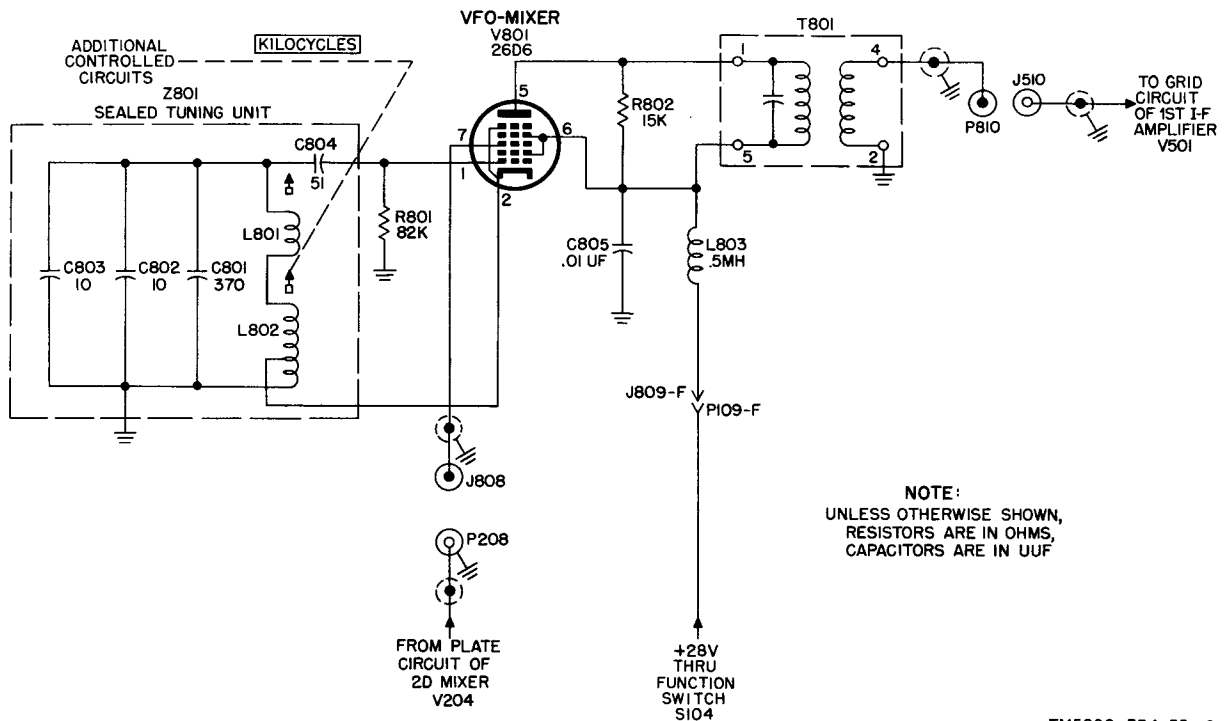 VFO-MIXER
V801
26D6
ADDITIONAL
CONTROLLED
CIRCUITS
KILOCYCLES
Z801
SEALED TUNING UNIT
T801
1
4
5
2
5
7
6
1
2
R802
15K
J510
P810
TO GRID
CIRCUIT
OF 1ST I-F
AMPLIFIER
V501
C804
51
R801
82K
L801
C803
10
C802
10
C801
370
L802
C805
.01 UF
L803
.5MH
J809-F
P109-F
J808
P208
NOTE:
UNLESS OTHERWISE SHOWN,
RESISTORS ARE IN OHMS,
CAPACITORS ARE IN UUF
FROM PLATE
CIRCUIT OF
2D MIXER
V204
+28V
THRU
FUNCTION
SWITCH
S104